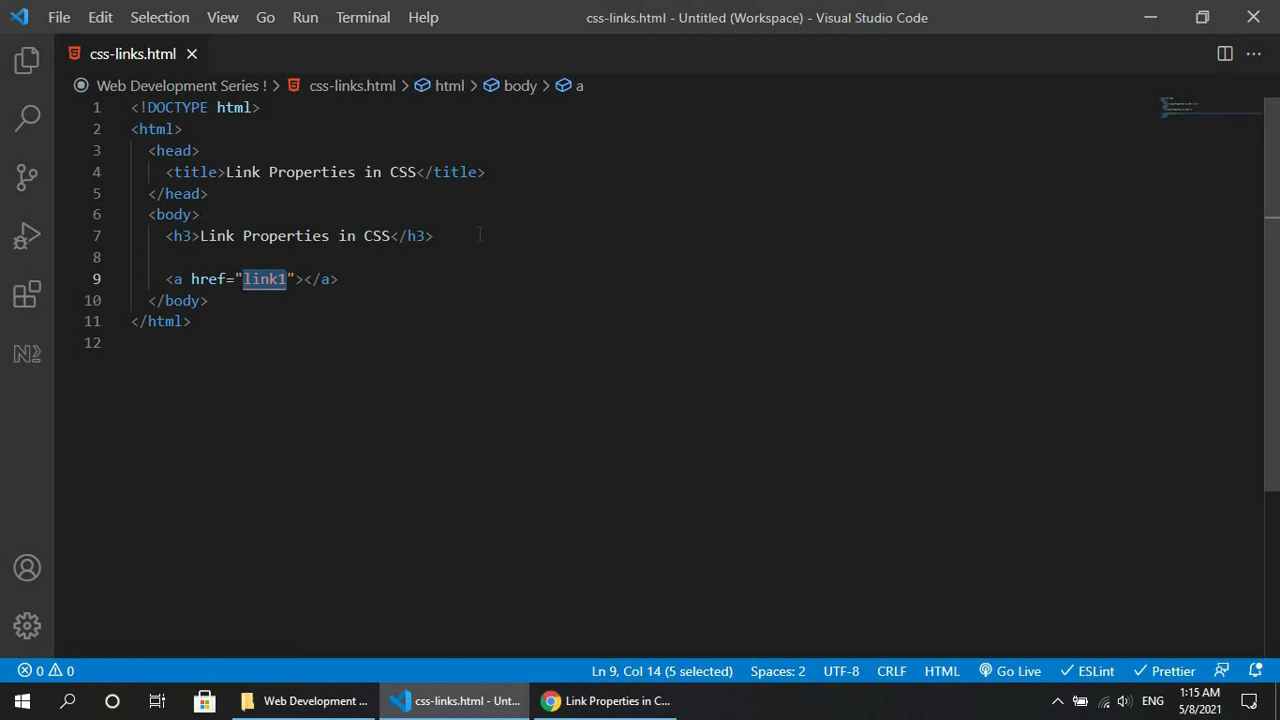 File Edit Selection View Go Run Terminal Help css-links.html - Untitled (Workspace) - Visual Studio Code
css-links.html
Web Development Series ! > css-links.html > html > body > a
1 <!DOCTYPE html>
2 <html>
3 <head>
4 <title>Link Properties in CSS</title>
5 </head>
6 <body>
7 <h3>Link Properties in CSS</h3>
8
9 <a href="link1"></a>
10 </body>
11 </html>
12
0 0 Ln 9, Col 14 (5 selected) Spaces: 2 UTF-8 CRLF HTML Go Live ESLint Prettier
Web Development ... css-links.html - Unt... Link Properties in C... ENG 1:15 AM
5/8/2021